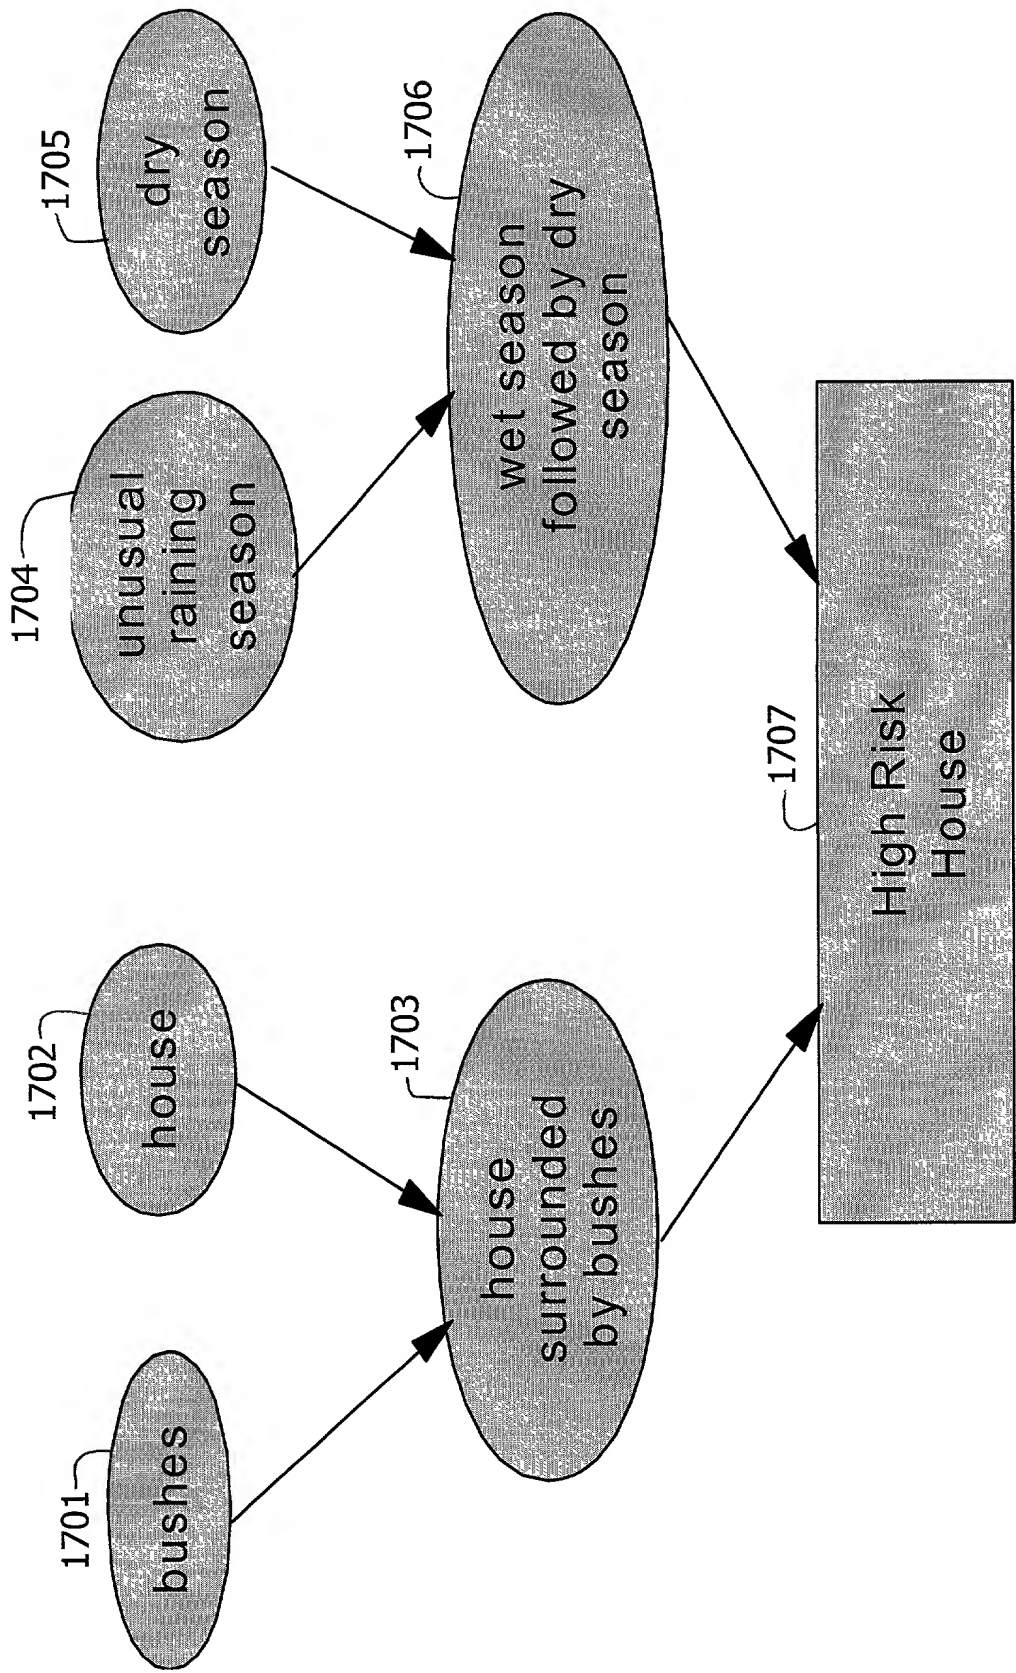 1701
bushes
1702
house
1704
unusual
raining
season
1705
dry
season
1703
house
surrounded
by bushes
1706
wet season
followed by dry
season
1707
High Risk
House